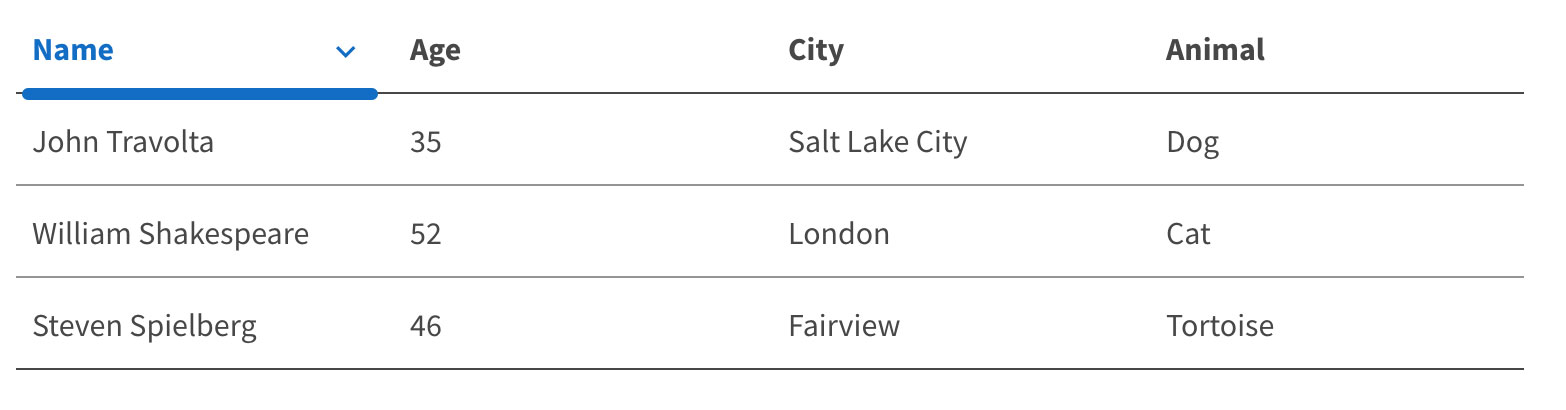 Name Age City Animal
John Travolta 35 Salt Lake City Dog
William Shakespeare 52 London Cat
Steven Spielberg 46 Fairview Tortoise